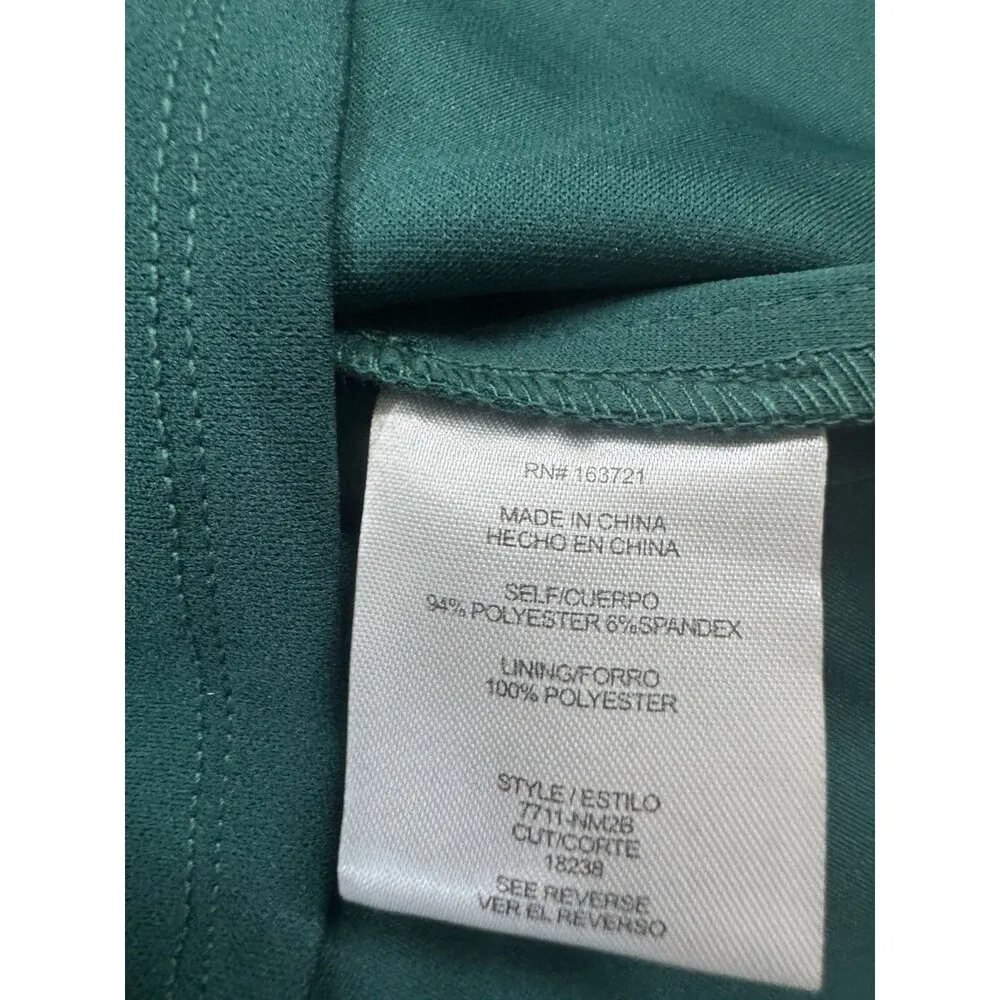 RN# 163721
MADE IN CHINA
HECHO EN CHINA
SELF/CUERPO
94% POLYESTER 6%SPANDEX
LINING/FORRO
100% POLYESTER
STYLE / ESTILO
7711-NM2B
CUT/CORTE
18238
SEE REVERSE
VER EL REVERSO